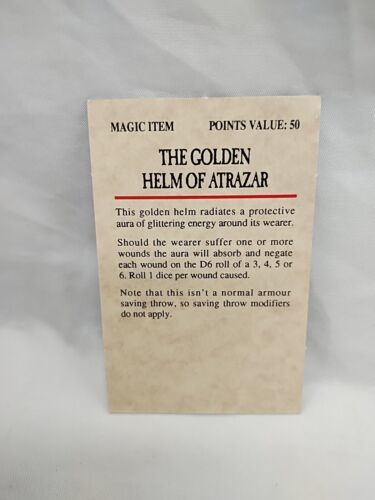 MAGIC ITEM POINTS VALUE: 50
THE GOLDEN
HELM OF ATRAZAR
This golden helm radiates a protective
aura of glittering energy around its wearer.
Should the wearer suffer one or more
wounds the aura will absorb and negate
each wound on the D6 roll of a 3, 4, 5 or
6. Roll 1 dice per wound caused.
Note that this isn't a normal armour
saving throw, so saving throw modifiers
do not apply.